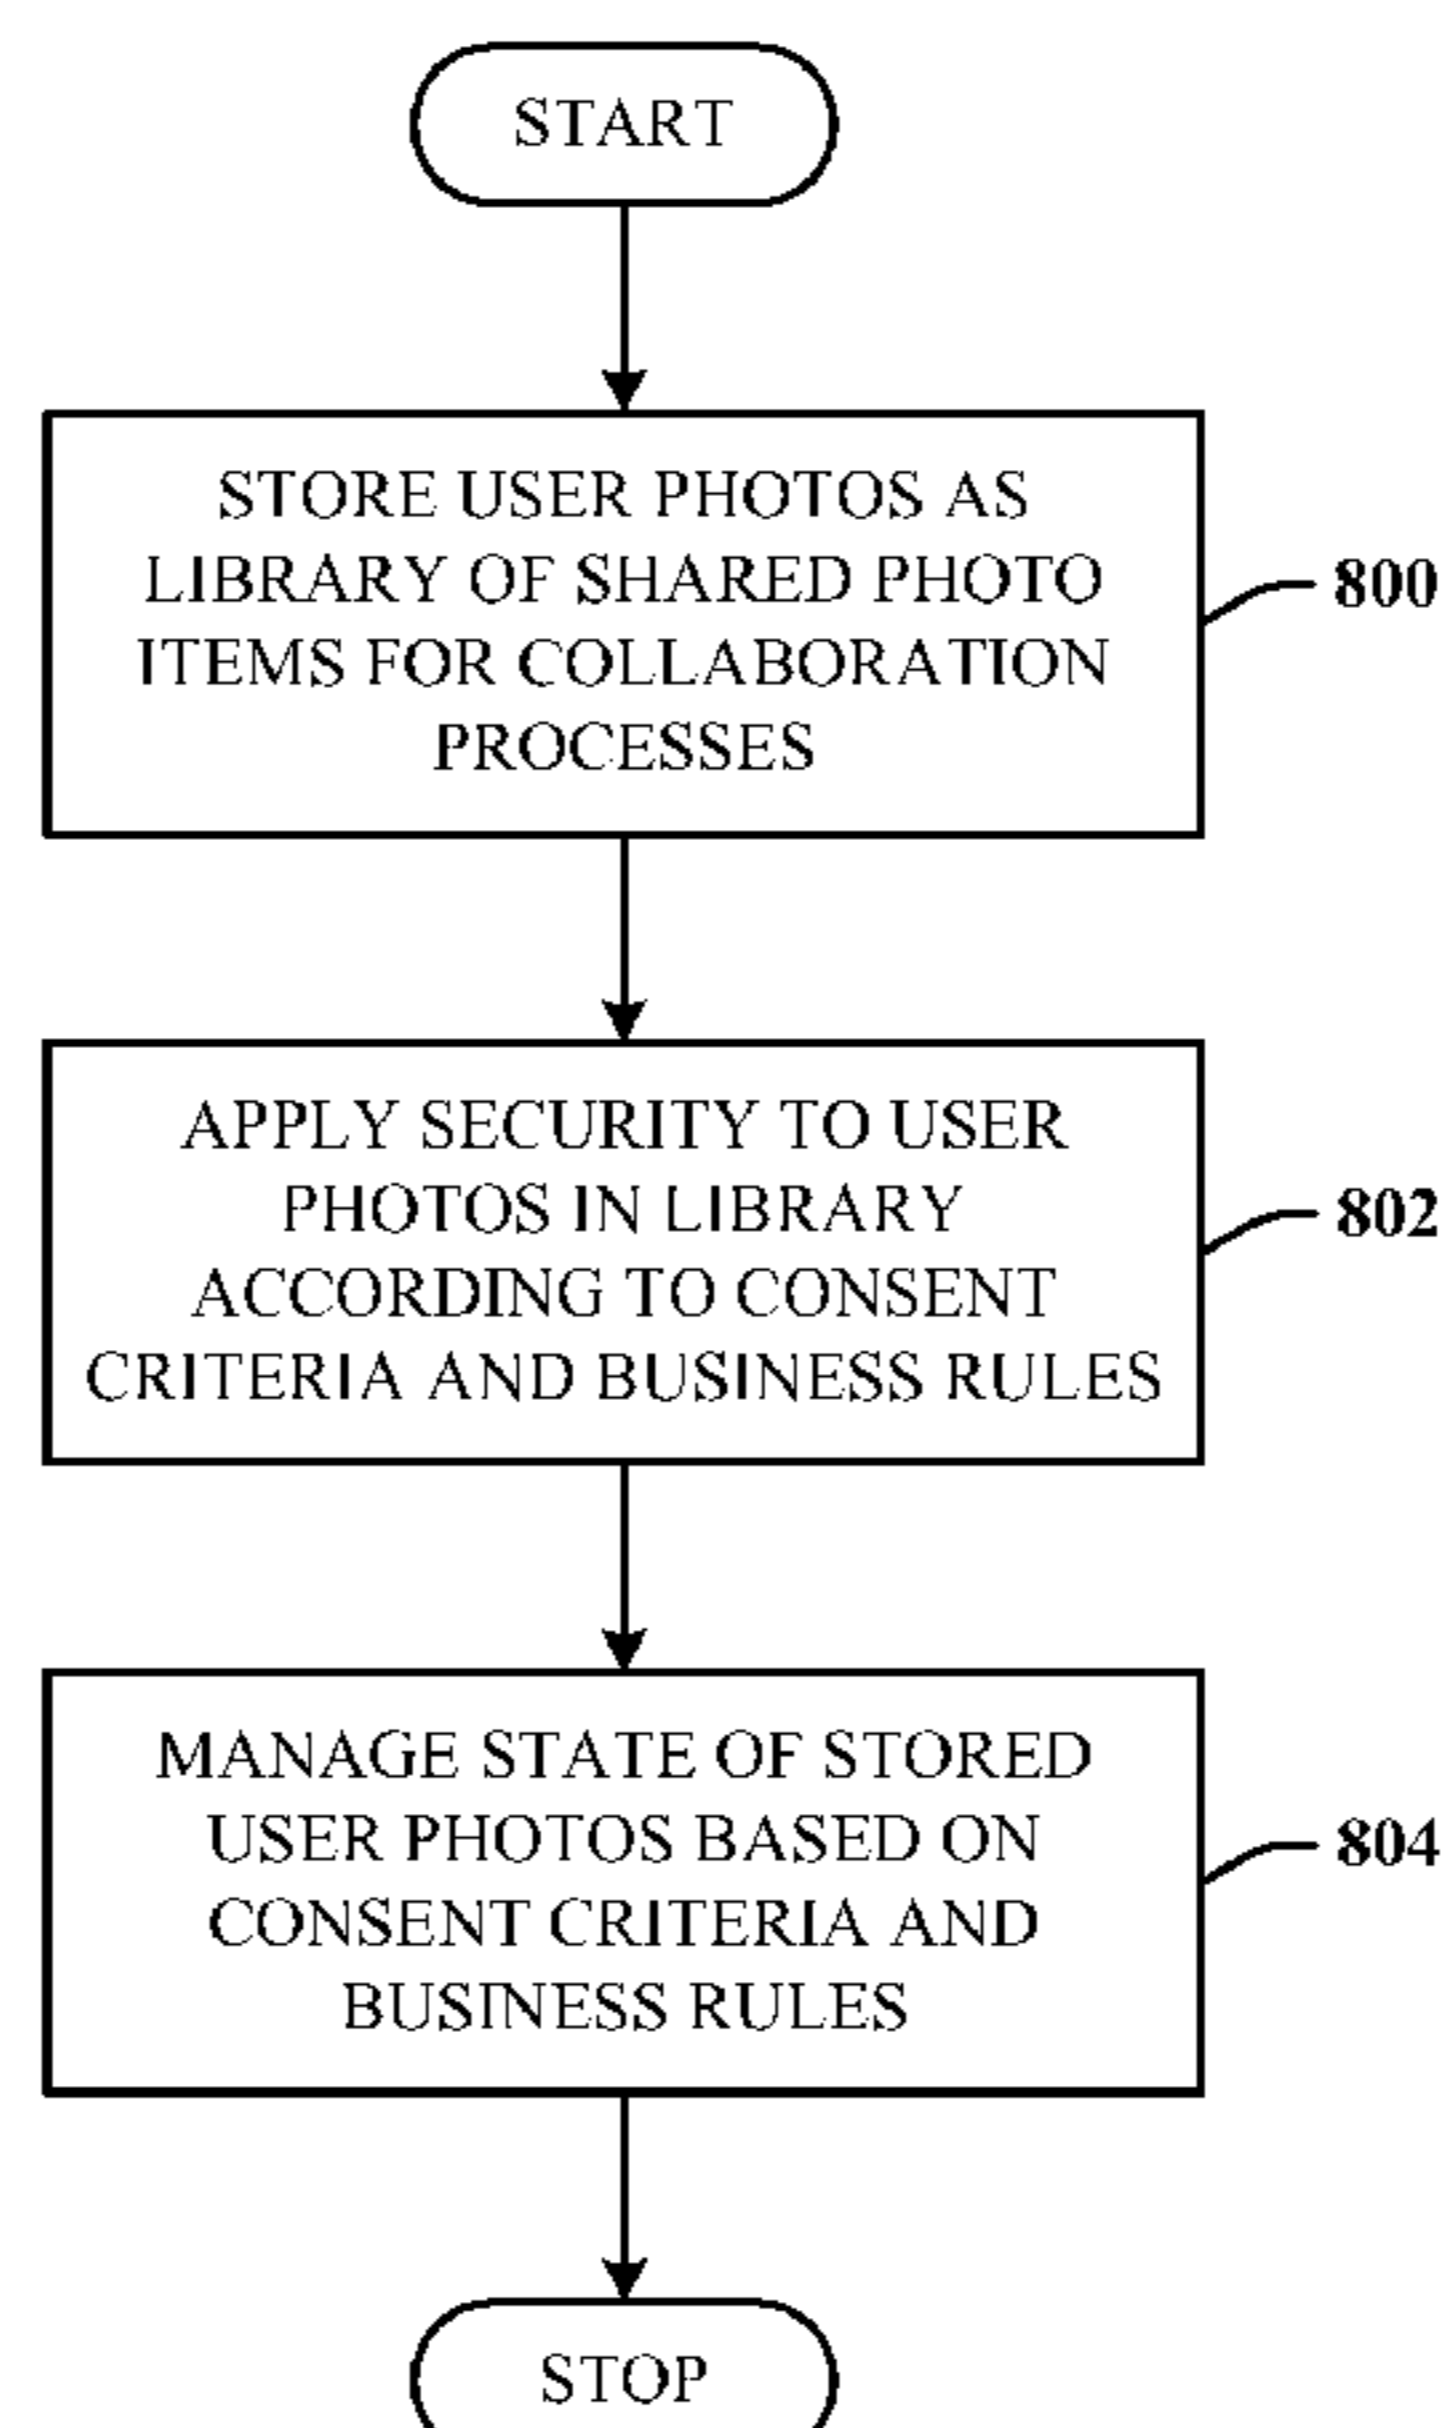 START
STORE USER PHOTOS AS
LIBRARY OF SHARED PHOTO
ITEMS FOR COLLABORATION
PROCESSES
800
APPLY SECURITY TO USER
PHOTOS IN LIBRARY
ACCORDING TO CONSENT
CRITERIA AND BUSINESS RULES
802
MANAGE STATE OF STORED
USER PHOTOS BASED ON
CONSENT CRITERIA AND
BUSINESS RULES
804
STOP